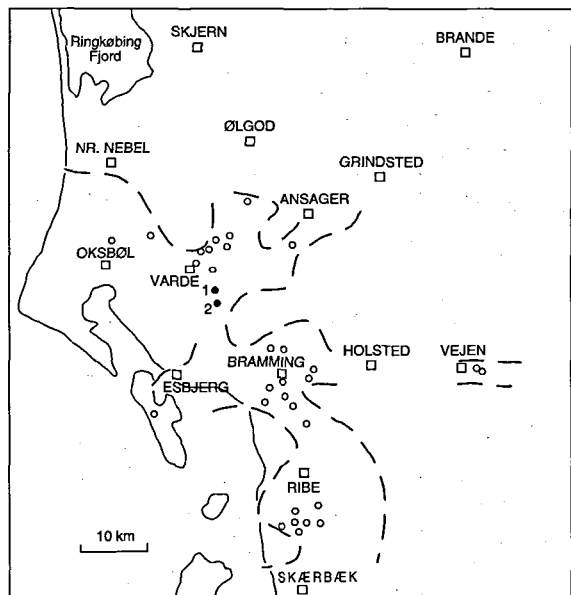 Ringkøbing
Fjord
SKJERN
BRANDE
ØLGOD
NR. NEBEL
GRINDSTED
ANSAGER
OKSBØL
VARDE
1
2
BRAMMING
HOLSTED
VEJEN
ESBJERG
RIBE
10 km
SKÆRBÆK